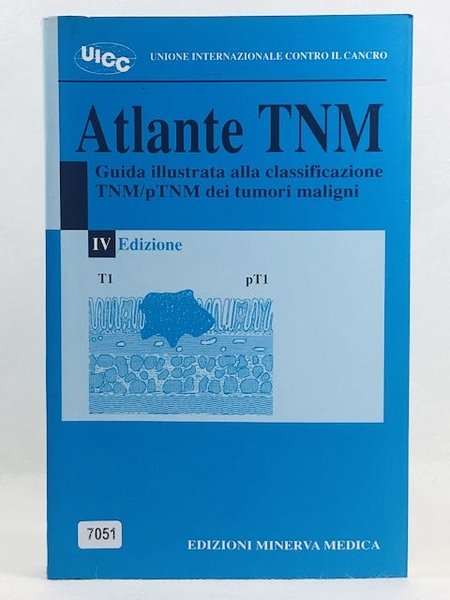 UICC
UNIONE INTERNAZIONALE CONTRO IL CANCRO
Atlante TNM
Guida illustrata alla classificazione
TNM/pTNM dei tumori maligni
IV Edizione
T1 pT1
7051
EDIZIONI MINERVA MEDICA